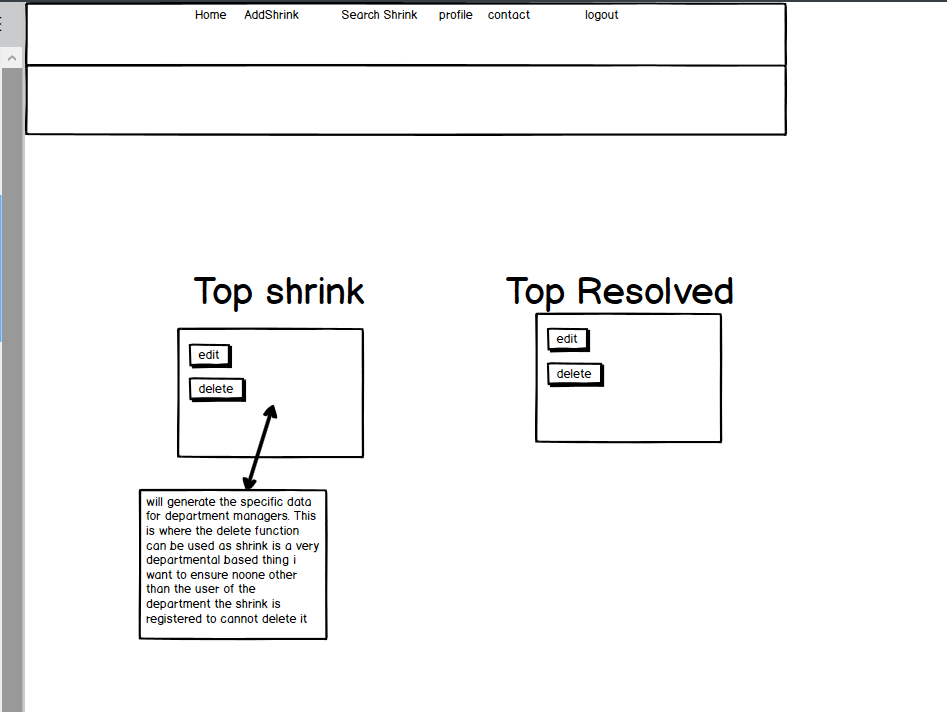 Home AddShrink Search Shrink profile contact logout
Top shrink
Top Resolved
edit
delete
edit
delete
will generate the specific data
for department managers. This
is where the delete function
can be used as shrink is a very
departmental based thing i
want to ensure noone other
than the user of the
department the shrink is
registered to cannot delete it